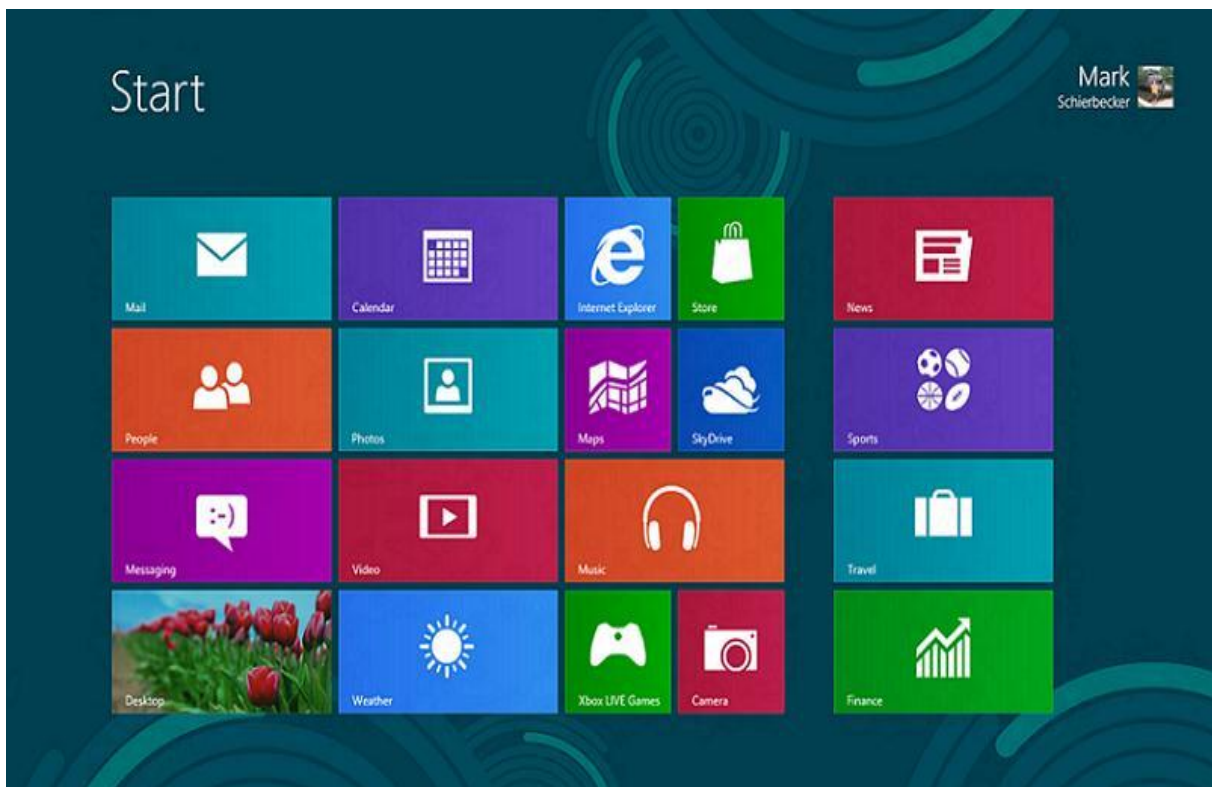 Start
Mark
Schierbecker
Mail
Calendar
Internet Explorer
Store
News
People
Photos
Maps
SkyDrive
Sports
:-)
Messaging
Video
Music
Travel
Desktop
Weather
Xbox LIVE Games
Camera
Finance